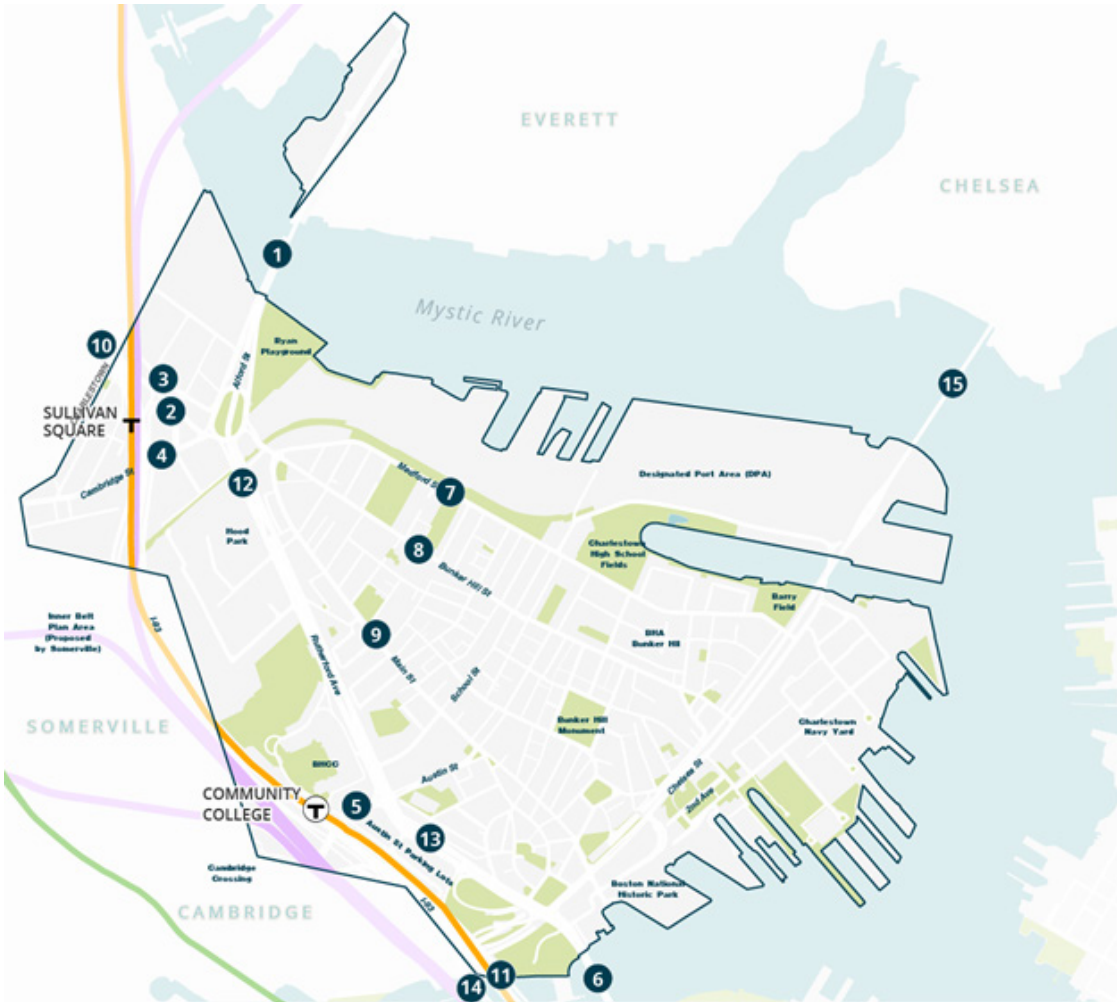 EVERETT
CHELSEA
1
Mystic River
Ryan
Playground
Alford St
10
CHARLESTOWN
3
15
SULLIVAN
SQUARE
T
2
4
Cambridge St
12
Medford St
7
Designated Port Area (DPA)
Hood
Park
8
Bunker Hill St
Charlestown
High School
Fields
Barry
Field
Inner Belt
Plan Area
(Proposed
by Somerville)
I-93
9
Main St
Rutherford Ave
School St
BHA
Bunker Hill
SOMERVILLE
Bunker Hill
Monument
Charlestown
Navy Yard
BHCC
Austin St
Chelsea St
2nd Ave
COMMUNITY
COLLEGE
T
5
13
Austin St Parking Lots
Cambridge
Crossing
Boston National
Historic Park
I-93
CAMBRIDGE
14
11
6